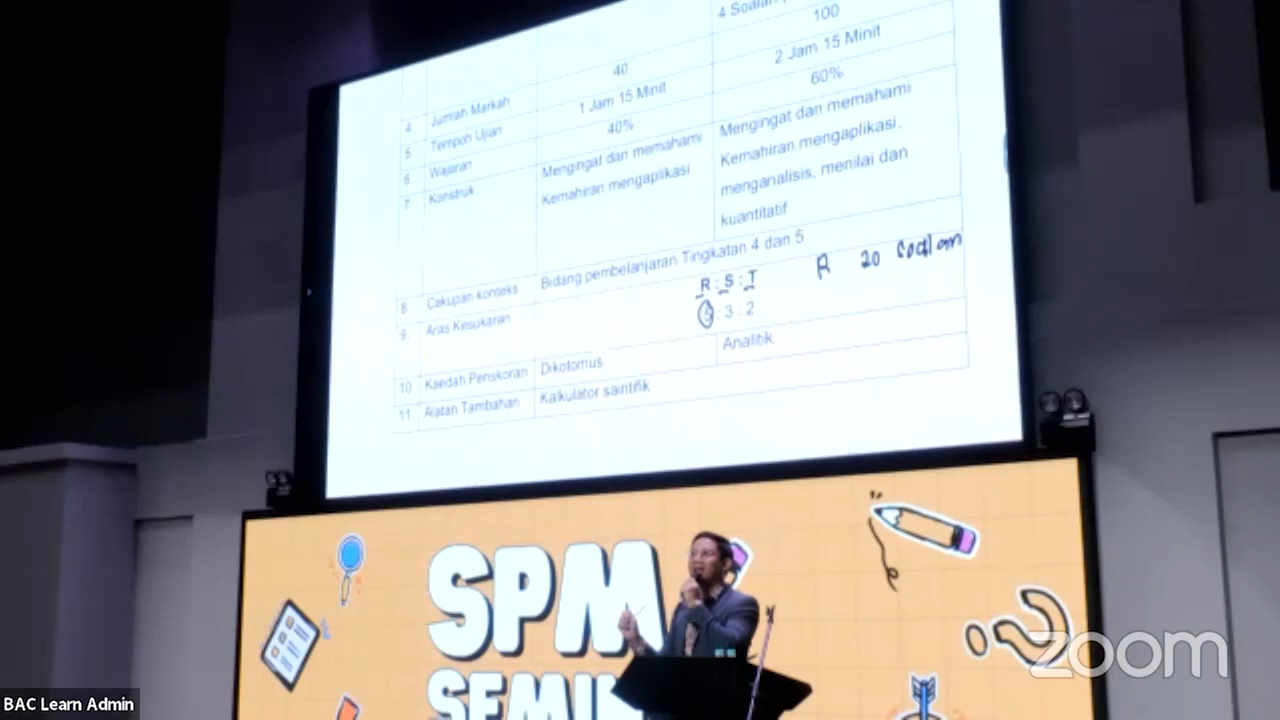 4 Soalan
40 100
4. Jumlah Markah
5 Tempoh Ujian 1 Jam 15 Minit 2 Jam 15 Minit
6. Wajaran 40% 60%
7 Konstruk Mengingat dan memahami Mengingat dan memahami
Kemahiran mengaplikasi Kemahiran mengaplikasi,
menganalisis, menilai dan
kuantitatif
8. Cakupan konteks Bidang pembelanjaran Tingkatan 4 dan 5
9. Aras Kesukaran R : S : T R 20
: 3 : 2
10. Kaedah Penskoran Dikotomus Analitik
11. Alatan Tambahan Kalkulator saintifik
SPM
zoom
BAC Learn Admin